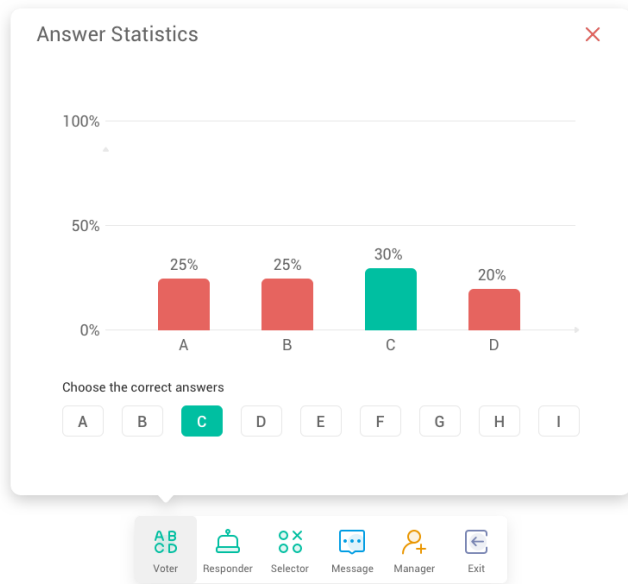 Answer Statistics
100%
50%
30%
25% 25%
20%
0%
A B C D
Choose the correct answers
A B C D E F G H I
A B
C D
Voter Responder Selector Message Manager Exit